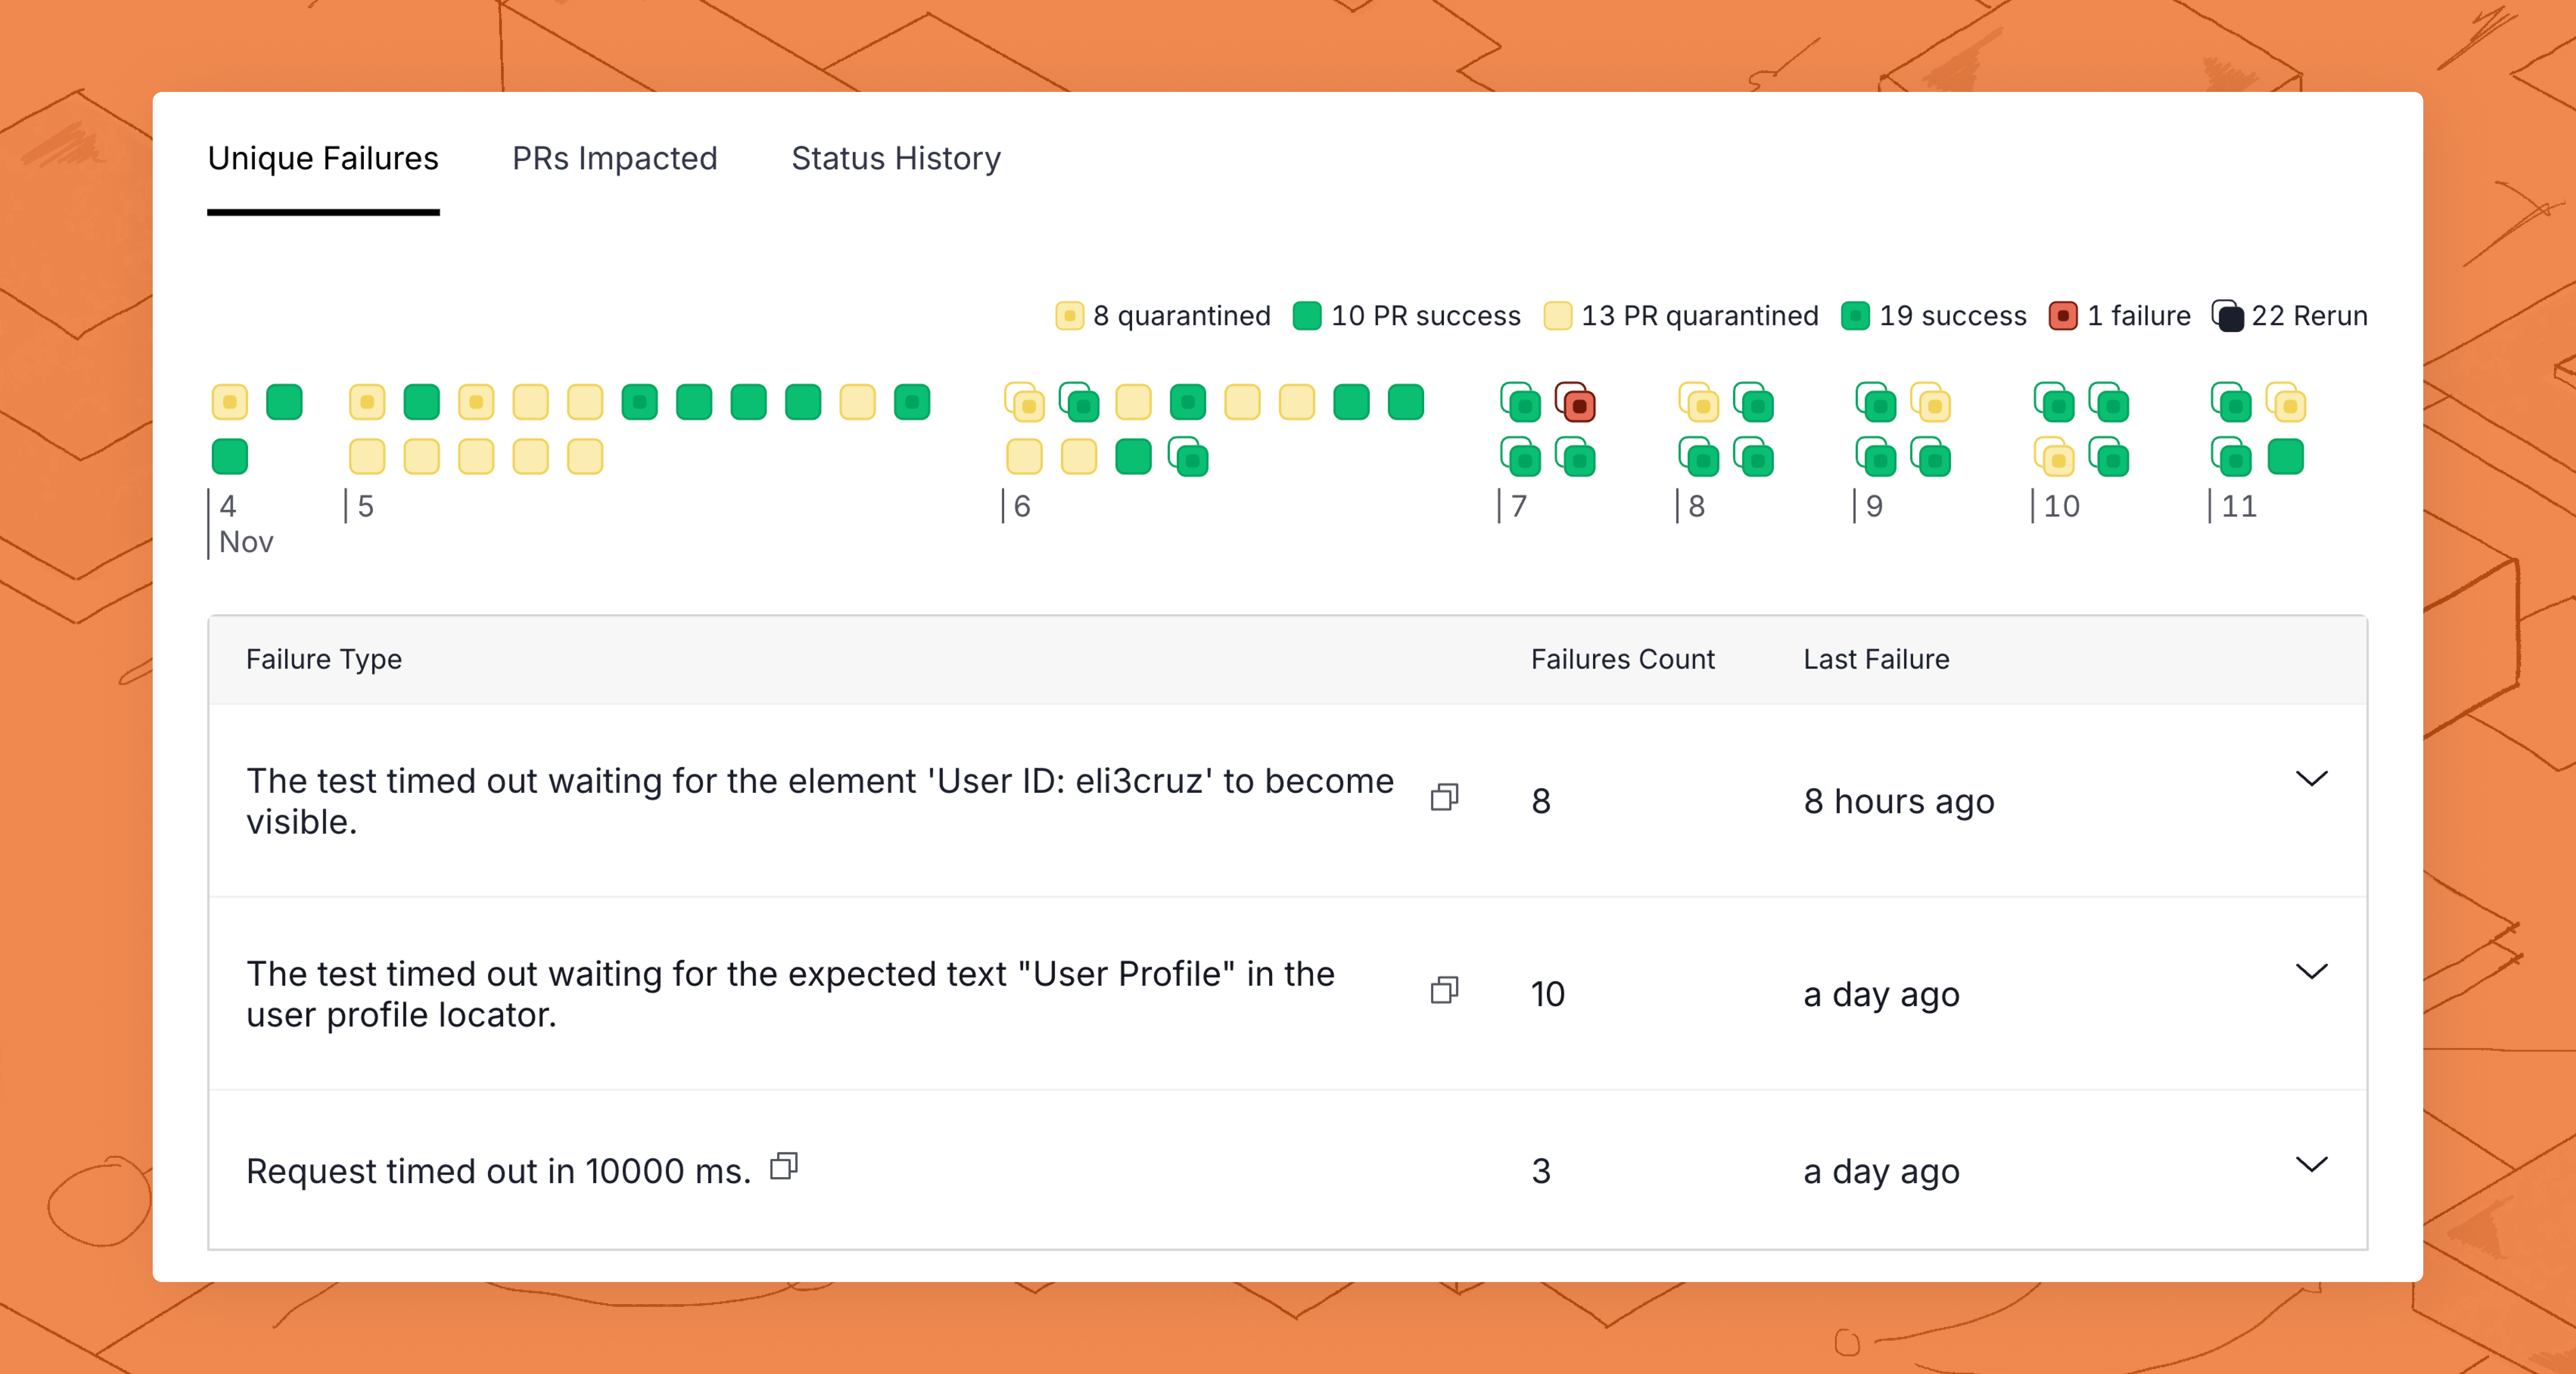 Unique Failures PRs Impacted Status History
8 quarantined 10 PR success 13 PR quarantined 19 success 1 failure 22 Rerun
4 5 6 7 8 9 10 11
Nov
Failure Type Failures Count Last Failure
The test timed out waiting for the element 'User ID: eli3cruz' to become
visible.
8 8 hours ago
The test timed out waiting for the expected text "User Profile" in the
user profile locator.
10 a day ago
Request timed out in 10000 ms. 3 a day ago